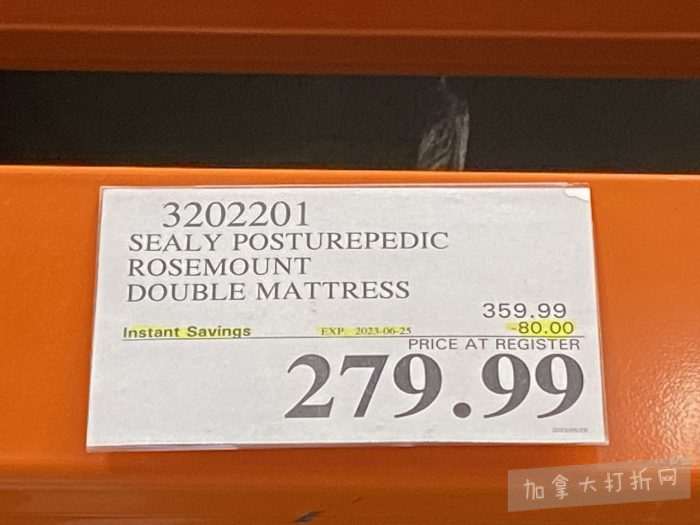 3202201
SEALY POSTUREPEDIC
ROSEMOUNT
DOUBLE MATTRESS
359.99
Instant Savings EXP. 2023-06-25 -80.00
PRICE AT REGISTER
279.99
加拿大打折网